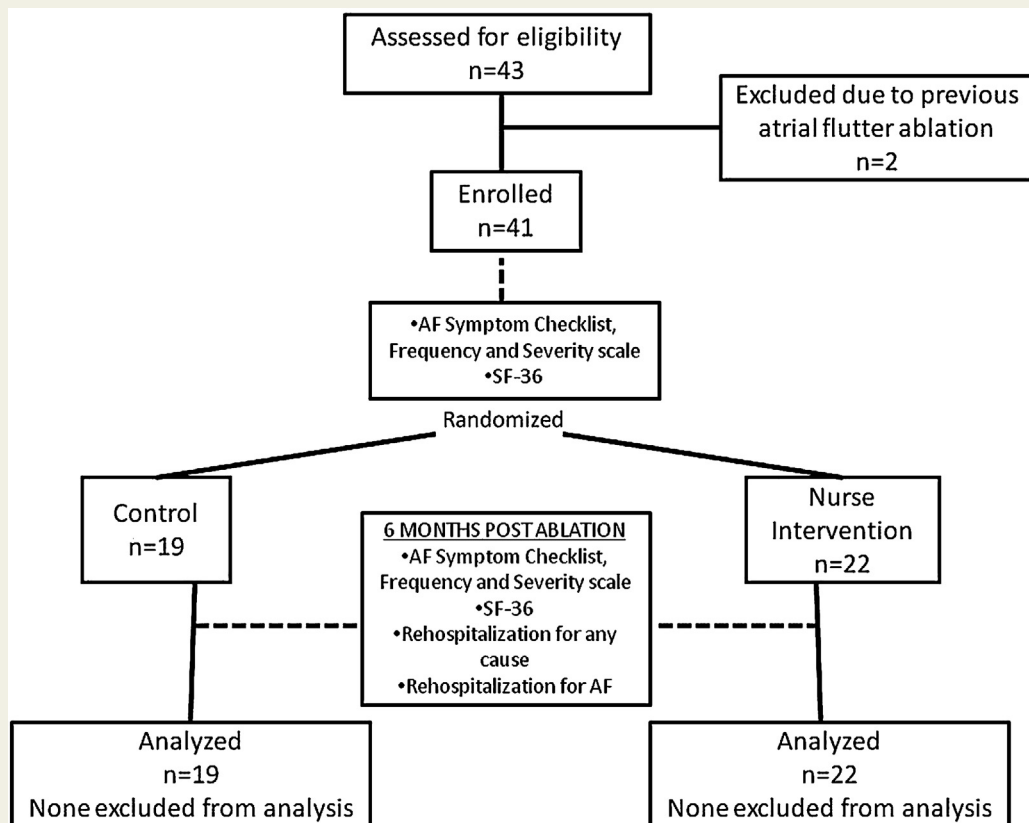 Assessed for eligibility
n=43
Excluded due to previous
atrial flutter ablation
n=2
Enrolled
n=41
•AF Symptom Checklist,
Frequency and Severity scale
•SF-36
Randomized
Control
n=19
Nurse
Intervention
n=22
6 MONTHS POST ABLATION
•AF Symptom Checklist,
Frequency and Severity scale
•SF-36
•Rehospitalization for any
cause
•Rehospitalization for AF
Analyzed
n=19
None excluded from analysis
Analyzed
n=22
None excluded from analysis